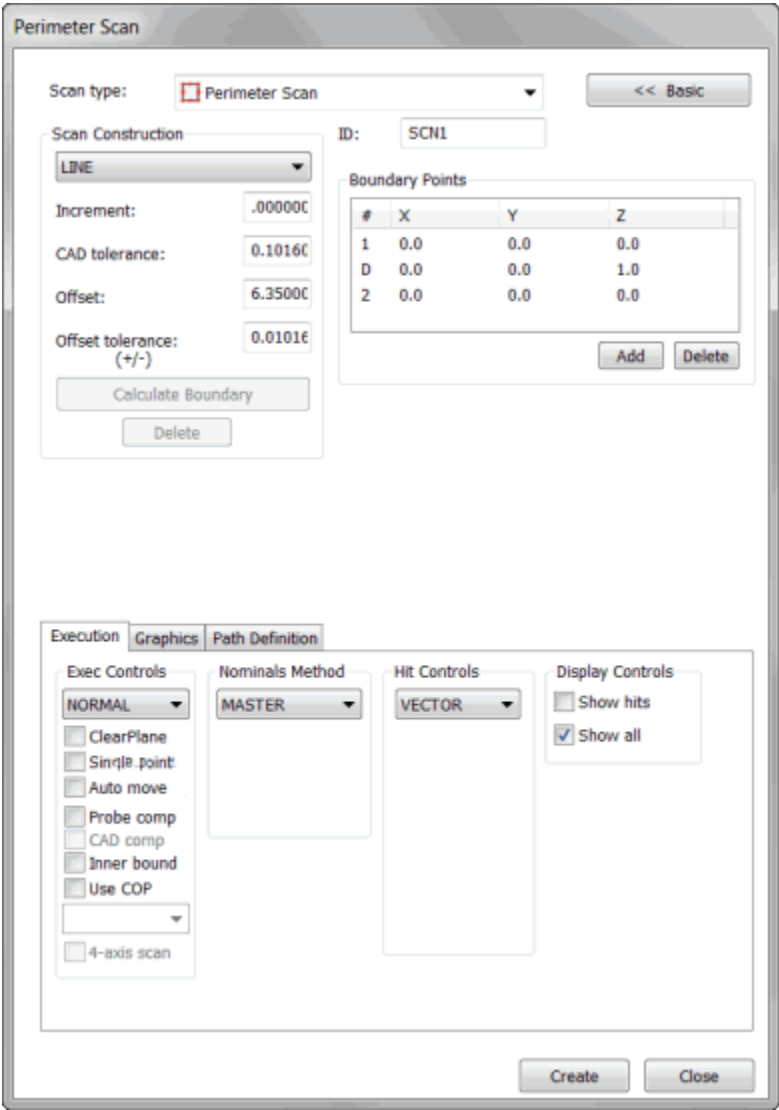 Perimeter Scan
Scan type: Perimeter Scan << Basic
Scan Construction
LINE
Increment: .000000
CAD tolerance: 0.10160
Offset: 6.35000
Offset tolerance: 0.01016
(+/-)
Calculate Boundary
Delete
ID: SCN1
Boundary Points
# X Y Z
1 0.0 0.0 0.0
D 0.0 0.0 1.0
2 0.0 0.0 0.0
Add Delete
Execution Graphics Path Definition
Exec Controls
NORMAL
ClearPlane
Single point
Auto move
Probe comp
CAD comp
Inner bound
Use COP
4-axis scan
Nominals Method
MASTER
Hit Controls
VECTOR
Display Controls
Show hits
Show all
Create Close